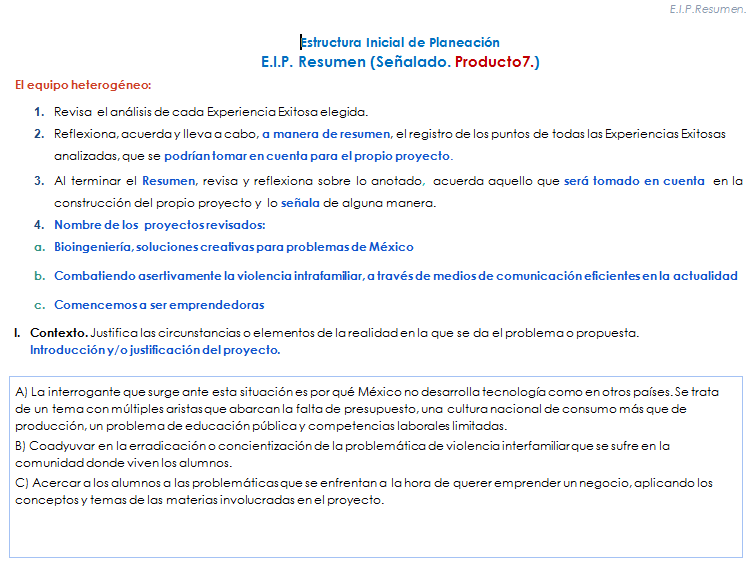 E.I.P.Resumen.
Estructura Inicial de Planeación
E.I.P. Resumen (Señalado. Producto7.)
El equipo heterogéneo:
1. Revisa el análisis de cada Experiencia Exitosa elegida.
2. Reflexiona, acuerda y lleva a cabo, a manera de resumen, el registro de los puntos de todas las Experiencias Exitosas
analizadas, que se podrían tomar en cuenta para el propio proyecto.
3. Al terminar el Resumen, revisa y reflexiona sobre lo anotado, acuerda aquello que será tomado en cuenta en la
construcción del propio proyecto y lo señala de alguna manera.
4. Nombre de los proyectos revisados:
a. Bioingeniería, soluciones creativas para problemas de México
b. Combatiendo asertivamente la violencia intrafamiliar, a través de medios de comunicación eficientes en la actualidad
c. Comencemos a ser emprendedoras
I. Contexto. Justifica las circunstancias o elementos de la realidad en la que se da el problema o propuesta.
Introducción y/o justificación del proyecto.
A) La interrogante que surge ante esta situación es por qué México no desarrolla tecnología como en otros países. Se trata
de un tema con múltiples aristas que abarcan la falta de presupuesto, una cultura nacional de consumo más que de
producción, un problema de educación pública y competencias laborales limitadas.
B) Coadyuvar en la erradicación o concientización de la problemática de violencia interfamiliar que se sufre en la
comunidad donde viven los alumnos.
C) Acercar a los alumnos a las problemáticas que se enfrentan a la hora de querer emprender un negocio, aplicando los
conceptos y temas de las materias involucradas en el proyecto.